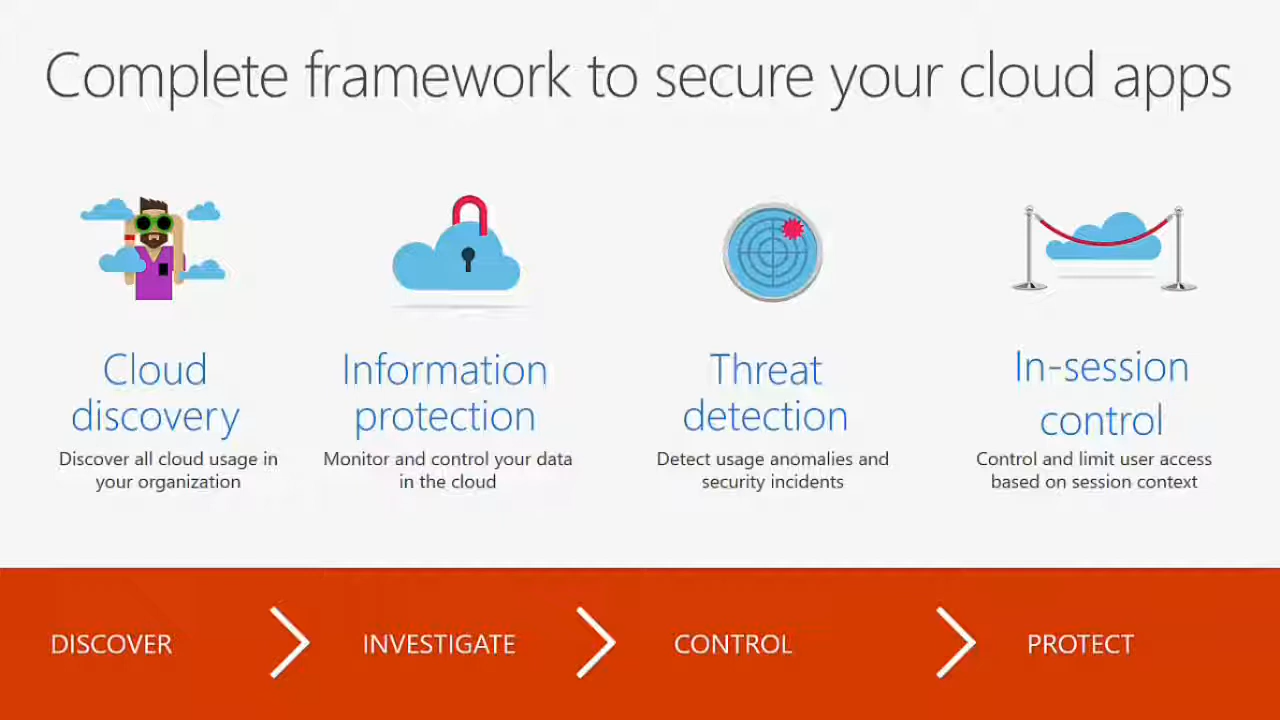 Complete framework to secure your cloud apps
Cloud
discovery
Discover all cloud usage in
your organization
Information
protection
Monitor and control your data
in the cloud
Threat
detection
Detect usage anomalies and
security incidents
In-session
control
Control and limit user access
based on session context
DISCOVER
INVESTIGATE
CONTROL
PROTECT